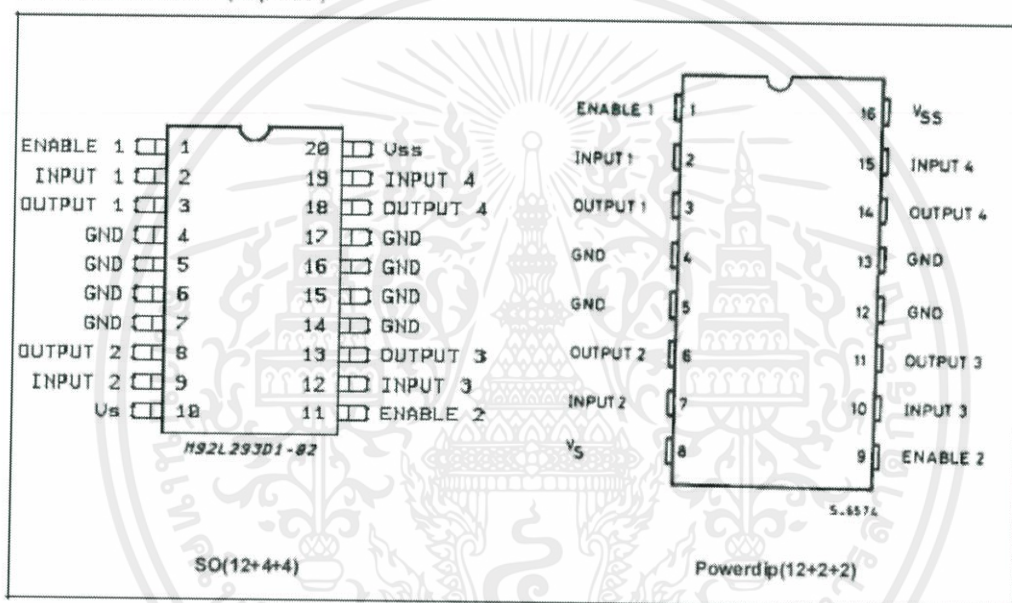 ENABLE 1 1 20 Vss
INPUT 1 2 19 INPUT 4
OUTPUT 1 3 18 OUTPUT 4
GND 4 17 GND
GND 5 16 GND
GND 6 15 GND
GND 7 14 GND
OUTPUT 2 8 13 OUTPUT 3
INPUT 2 9 12 INPUT 3
Vs 10 11 ENABLE 2
M92L293D1-02
SO(12+4+4)
ENABLE 1 1 16 VSS
INPUT 1 2 15 INPUT 4
OUTPUT 1 3 14 OUTPUT 4
GND 4 13 GND
GND 5 12 GND
OUTPUT 2 6 11 OUTPUT 3
INPUT 2 7 10 INPUT 3
VS 8 9 ENABLE 2
S-6574
Powerdip(12+2+2)